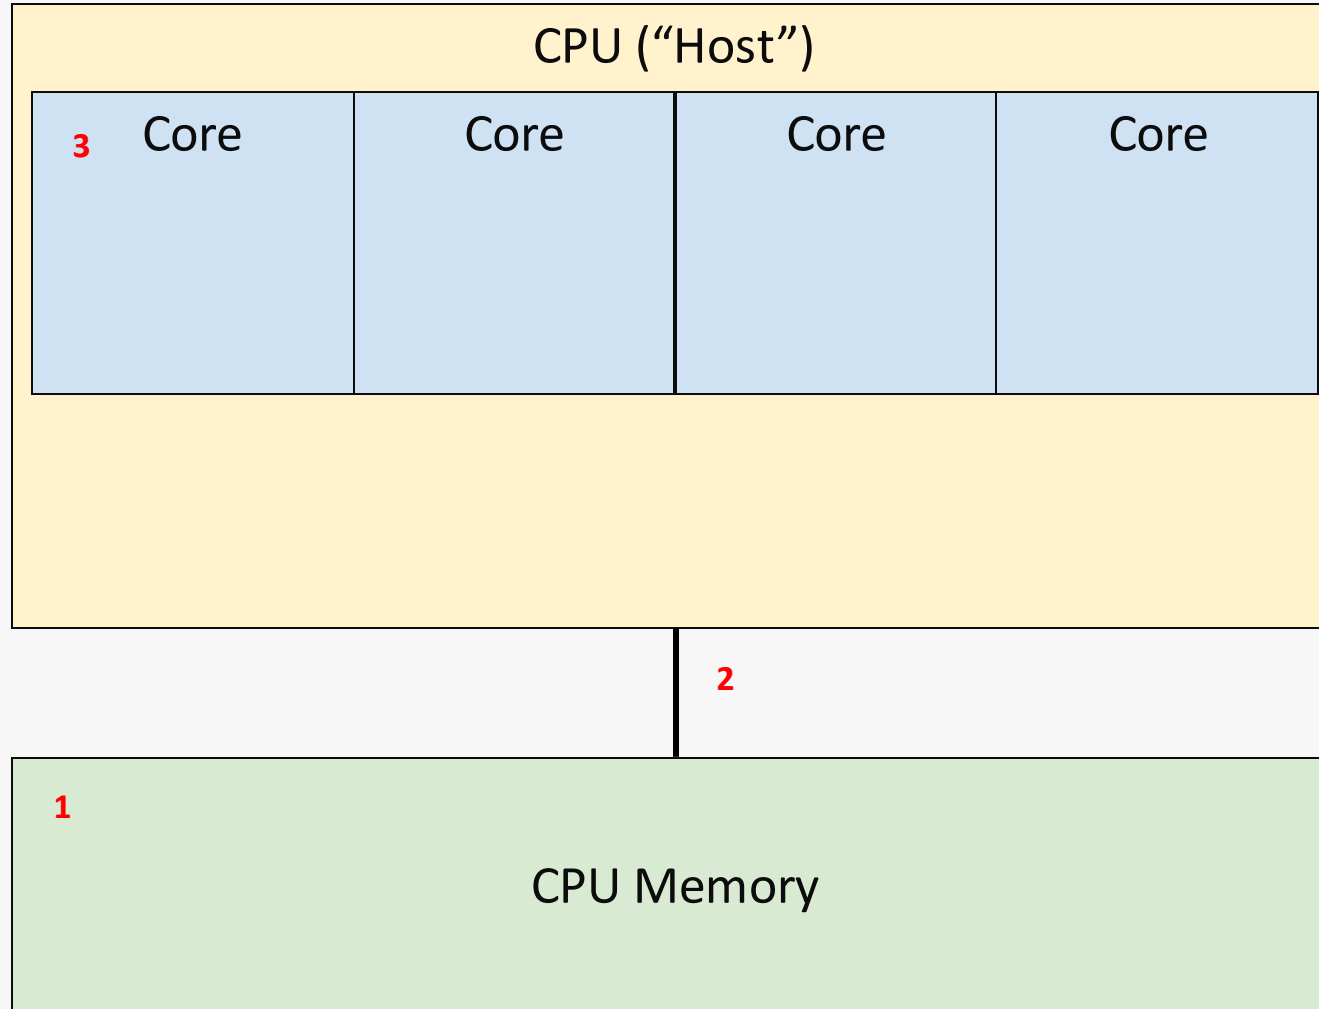 CPU (“Host”)
3 Core Core Core Core
2
1
CPU Memory